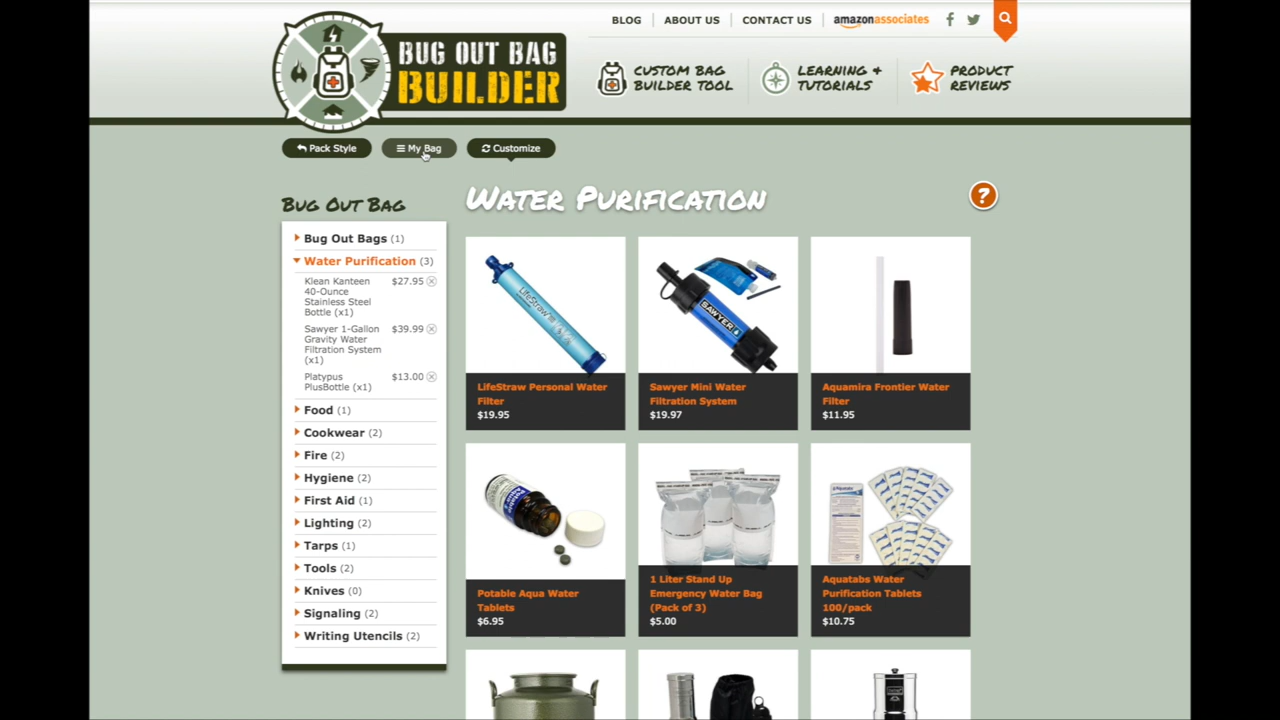 BLOG
ABOUT US
CONTACT US
amazonassociates
BUG OUT BAG
BUILDER
CUSTOM BAG
BUILDER TOOL
LEARNING &
TUTORIALS
PRODUCT
REVIEWS
Pack Style
My Bag
Customize
BUG OUT BAG
Bug Out Bags (1)
Water Purification (3)
Klean Kanteen $27.95
40-Ounce
Stainless Steel
Bottle (x1)
Sawyer 1-Gallon $39.99
Gravity Water
Filtration System
(x1)
Platypus $13.00
PlusBottle (x1)
Food (1)
Cookwear (2)
Fire (2)
Hygiene (2)
First Aid (1)
Lighting (2)
Tarps (1)
Tools (2)
Knives (0)
Signaling (2)
Writing Utencils (2)
WATER PURIFICATION
?
LifeStraw
LifeStraw Personal Water
Filter
$19.95
SAWYER
Sawyer Mini Water
Filtration System
$19.97
Aquamira Frontier Water
Filter
$11.95
Potable Aqua Water
Tablets
$6.95
1 Liter Stand Up
Emergency Water Bag
(Pack of 3)
$5.00
Aquatabs Water
Purification Tablets
100/pack
$10.75